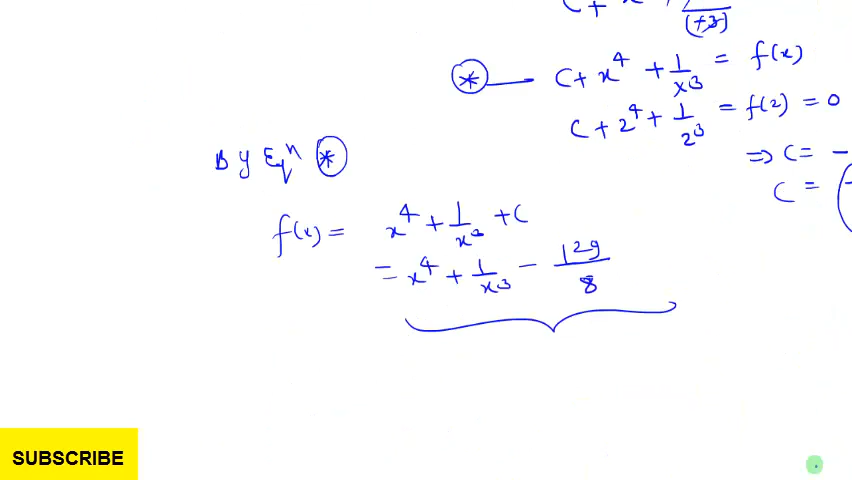 C + x
(+3)
* — C + x⁴ + 1/x³ = f(x)
C + 2⁴ + 1/2³ = f(2) = 0
⇒ C = -
C =
By Eqⁿ *
f(x) = x⁴ + 1/x³ + C
= x⁴ + 1/x³ - 129/8
SUBSCRIBE